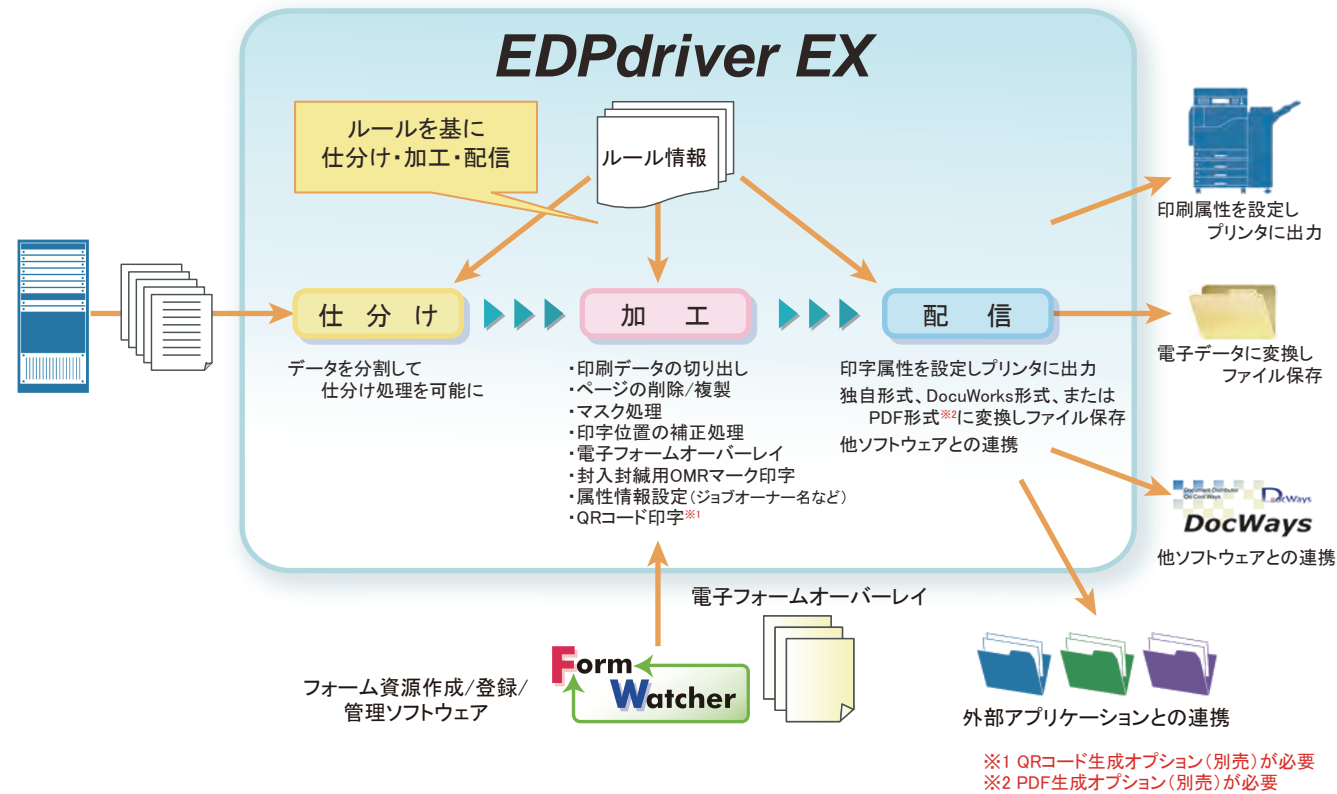 EDPdriver EX
ルールを基に
仕分け・加工・配信
ルール情報
仕 分 け
加 工
配 信
データを分割して
仕分け処理を可能に
・印刷データの切り出し
・ページの削除/複製
・マスク処理
・印字位置の補正処理
・電子フォームオーバーレイ
・封入封緘用OMRマーク印字
・属性情報設定(ジョブオーナー名など)
・QRコード印字※1
印字属性を設定しプリンタに出力
独自形式、DocuWorks形式、または
PDF形式※2に変換しファイル保存
他ソフトウェアとの連携
印刷属性を設定し
プリンタに出力
電子データに変換し
ファイル保存
Document Distributor
On Cool Ways
DocWays
DocWays
他ソフトウェアとの連携
電子フォームオーバーレイ
フォーム資源作成/登録/
管理ソフトウェア
Form
Watcher
外部アプリケーションとの連携
※1 QRコード生成オプション(別売)が必要
※2 PDF生成オプション(別売)が必要